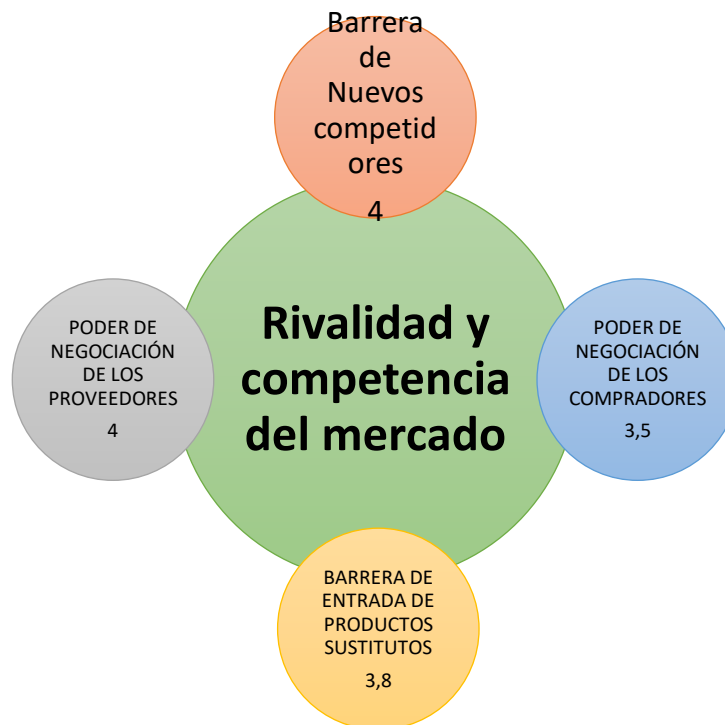 Barrera
de
Nuevos
competid
ores
4
Rivalidad y
competencia
del mercado
PODER DE
NEGOCIACIÓN
DE LOS
PROVEEDORES
4
PODER DE
NEGOCIACIÓN
DE LOS
COMPRADORES
3,5
BARRERA DE
ENTRADA DE
PRODUCTOS
SUSTITUTOS
3,8